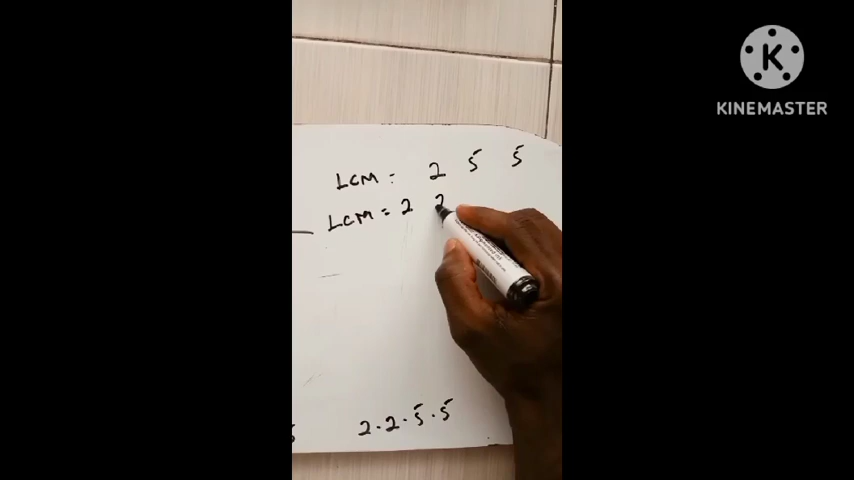 KINEMASTER
LCM = 2 5 5
LCM = 2 2
2.2.5.5